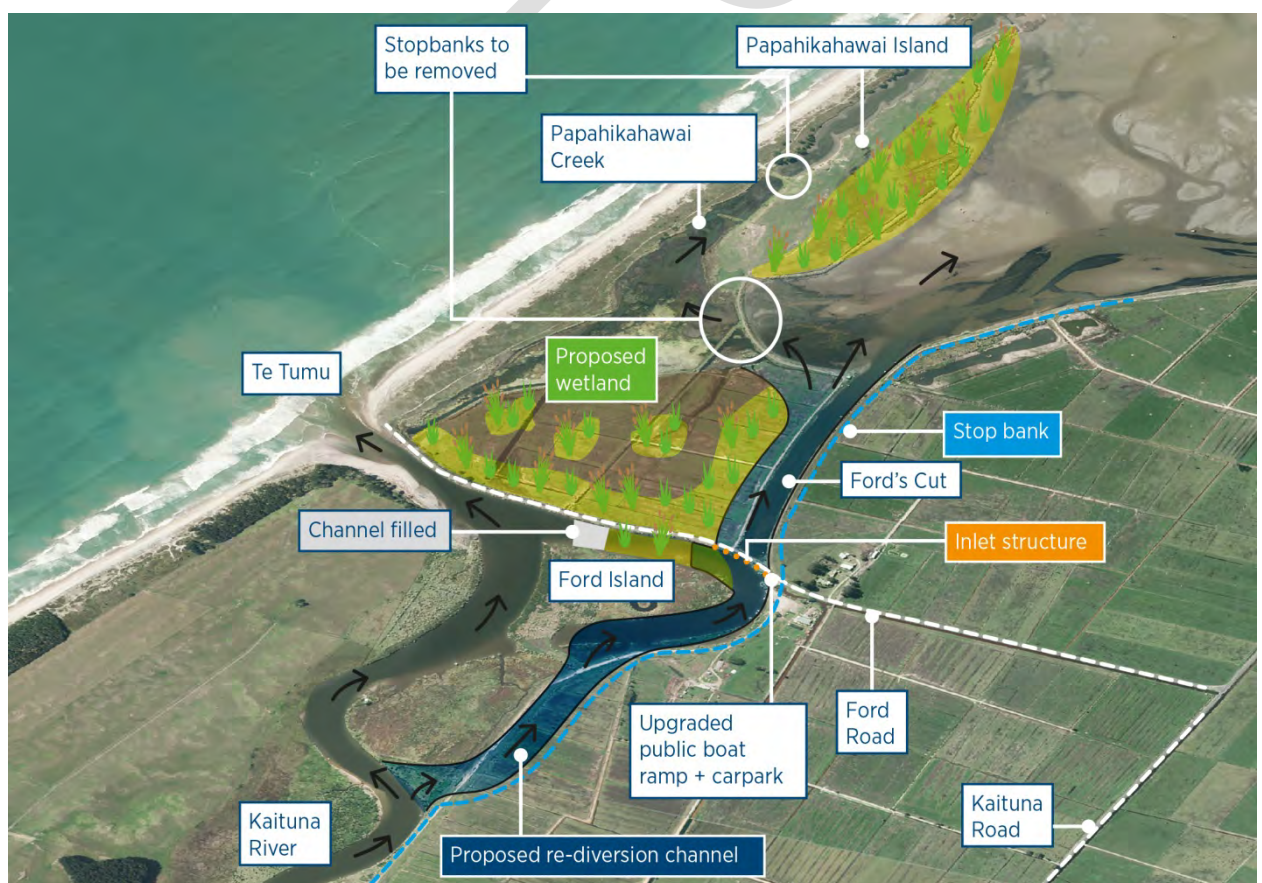 Stopbanks to
be removed
Papahikahawai Island
Papahikahawai
Creek
Te Tumu
Proposed
wetland
Stop bank
Ford's Cut
Channel filled
Inlet structure
Ford Island
Upgraded
public boat
ramp + carpark
Ford
Road
Kaituna
River
Proposed re-diversion channel
Kaituna
Road